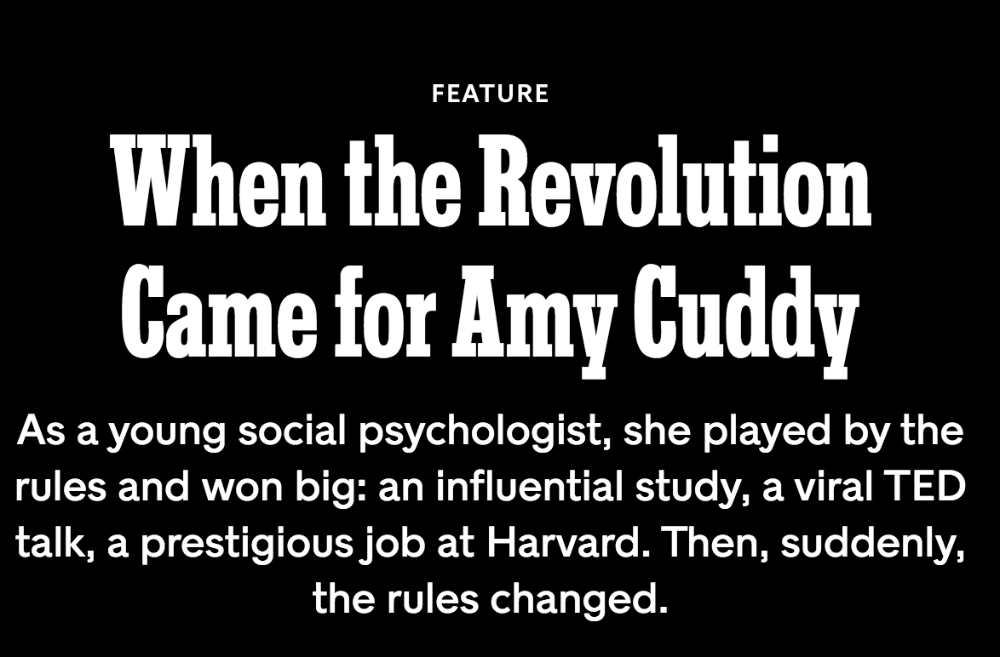 FEATURE
When the Revolution
Came for Amy Cuddy
As a young social psychologist, she played by the
rules and won big: an influential study, a viral TED
talk, a prestigious job at Harvard. Then, suddenly,
the rules changed.